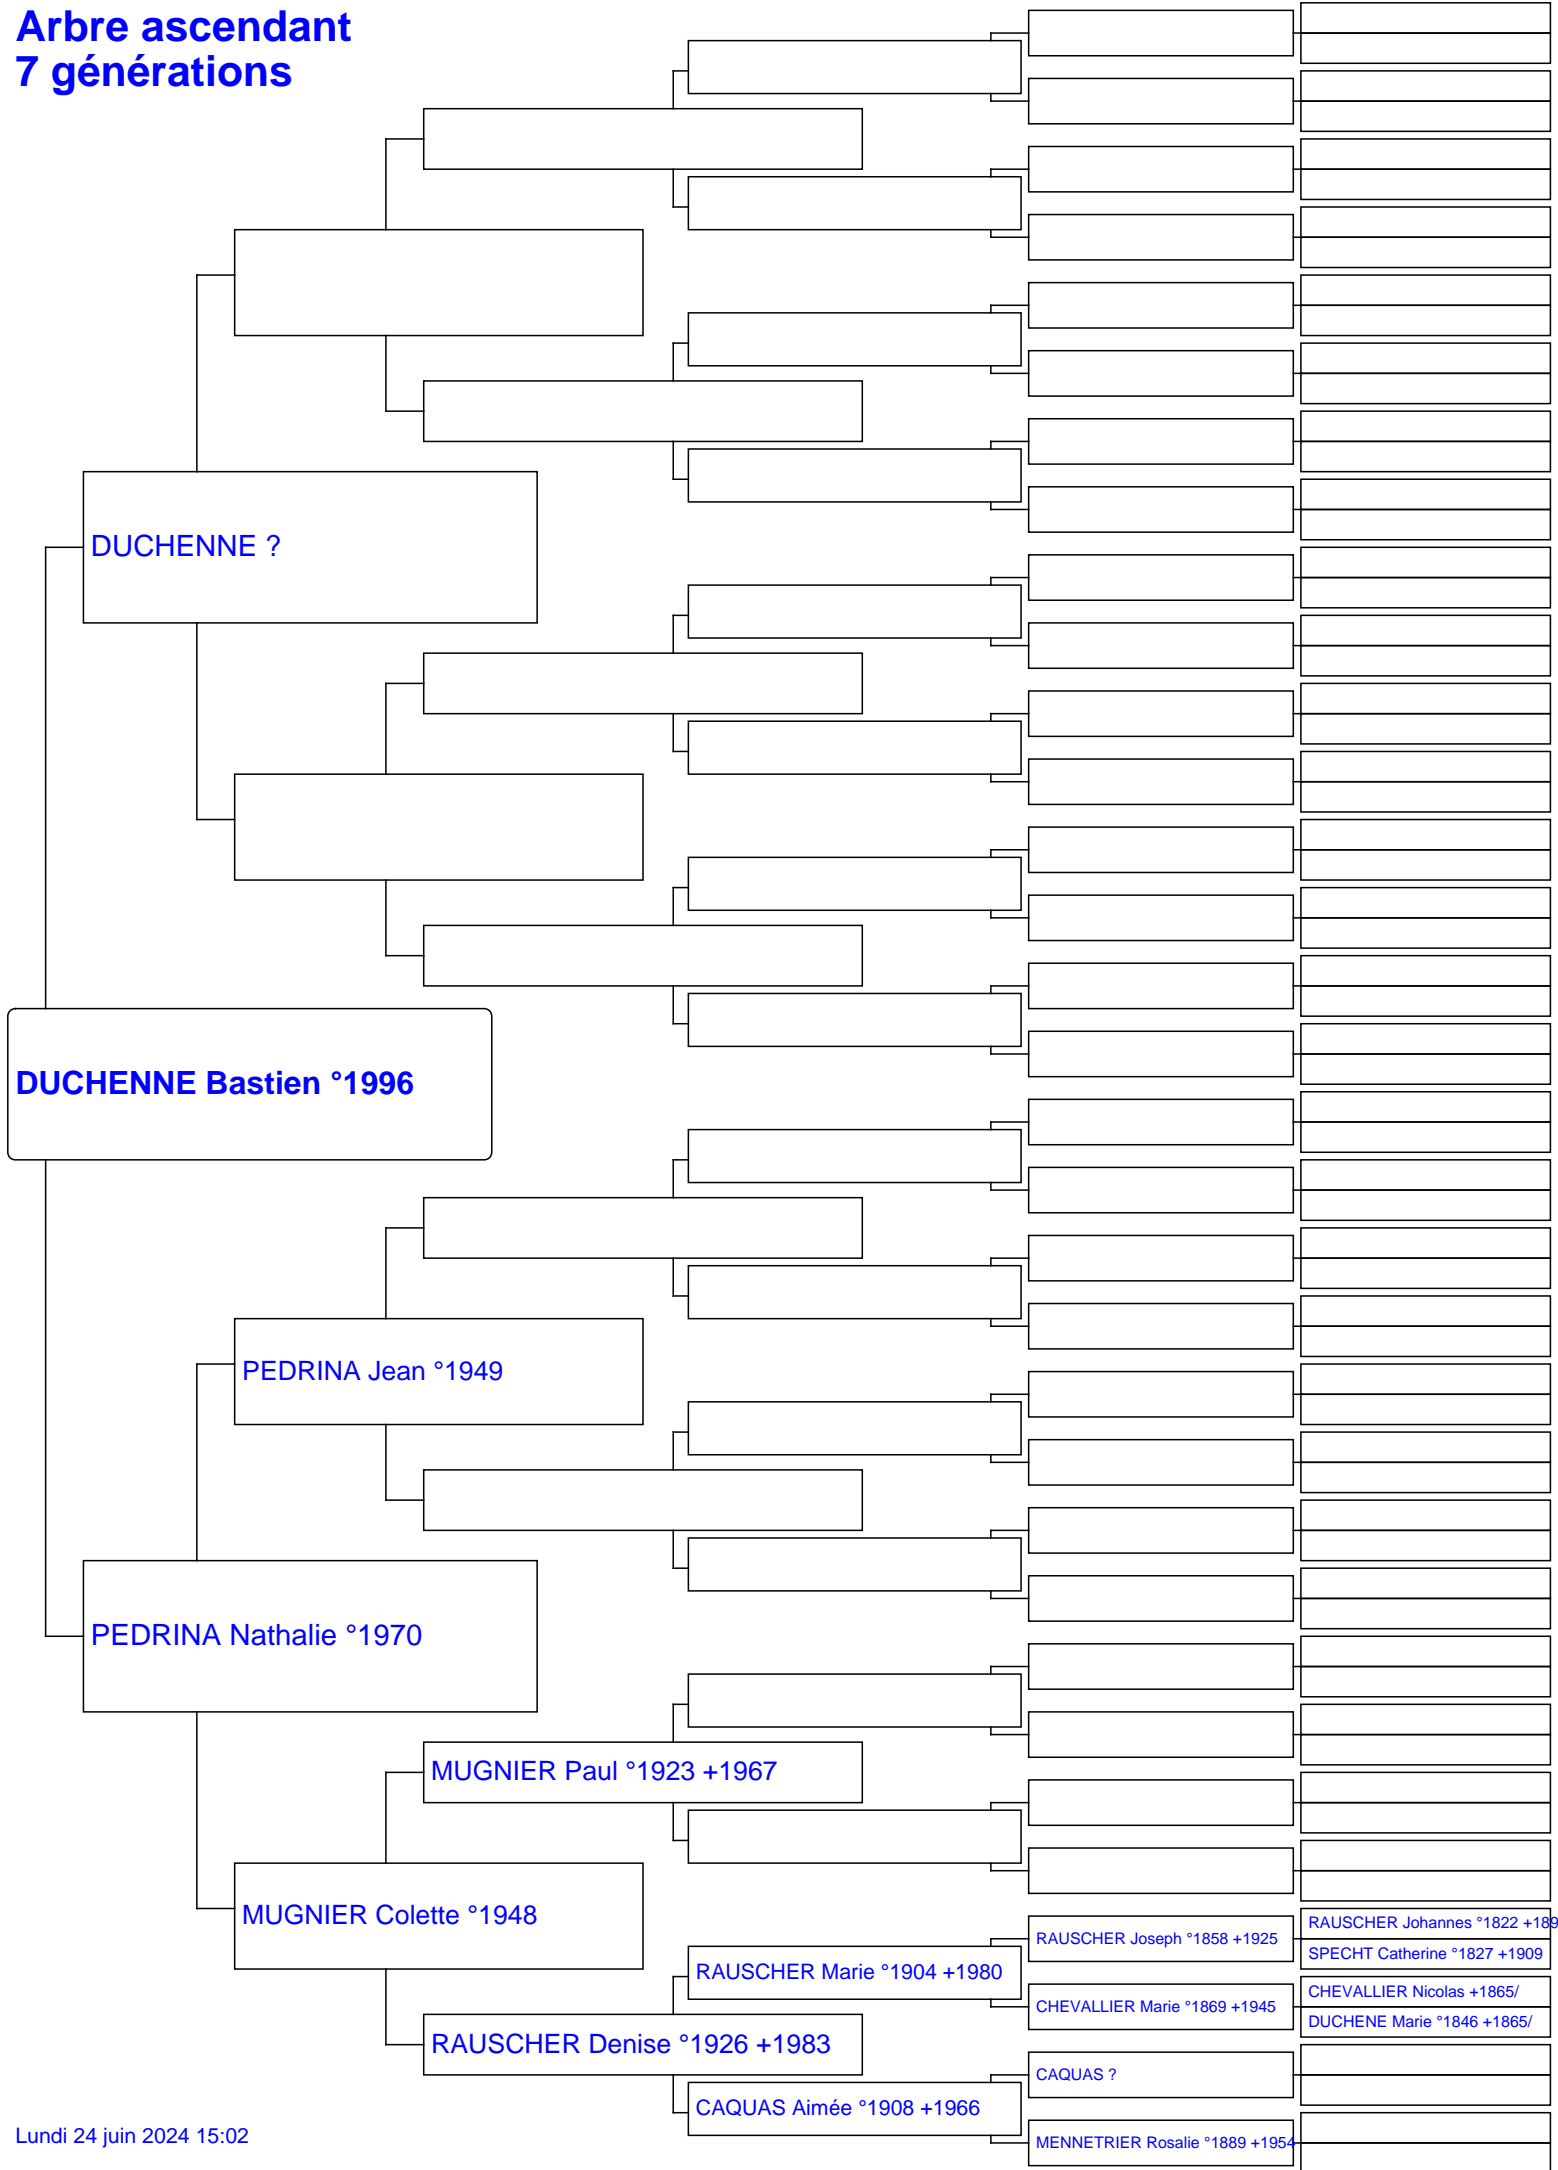 Arbre ascendant
7 générations
DUCHENNE ?
DUCHENNE Bastien °1996
PEDRINA Jean °1949
PEDRINA Nathalie °1970
MUGNIER Paul °1923 +1967
MUGNIER Colette °1948
RAUSCHER Johannes °1822 +189
RAUSCHER Joseph °1858 +1925
SPECHT Catherine °1827 +1909
RAUSCHER Marie °1904 +1980
CHEVALLIER Nicolas +1865/
CHEVALLIER Marie °1869 +1945
DUCHENE Marie °1846 +1865/
RAUSCHER Denise °1926 +1983
CAQUAS ?
CAQUAS Aimée °1908 +1966
MENNETRIER Rosalie °1889 +1954
Lundi 24 juin 2024 15:02